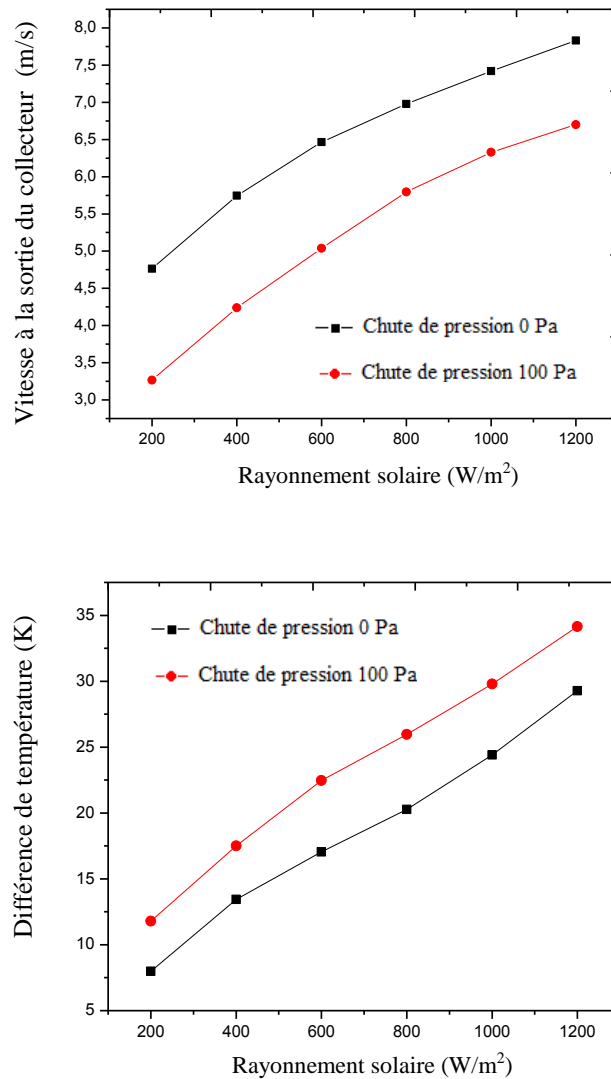 Vitesse à la sortie du collecteur (m/s)
8,0
7,5
7,0
6,5
6,0
5,5
5,0
4,5
4,0
3,5
3,0
Chute de pression 0 Pa
Chute de pression 100 Pa
200 400 600 800 1000 1200
Rayonnement solaire (W/m²)
Différence de température (K)
35
30
25
20
15
10
5
Chute de pression 0 Pa
Chute de pression 100 Pa
200 400 600 800 1000 1200
Rayonnement solaire (W/m²)